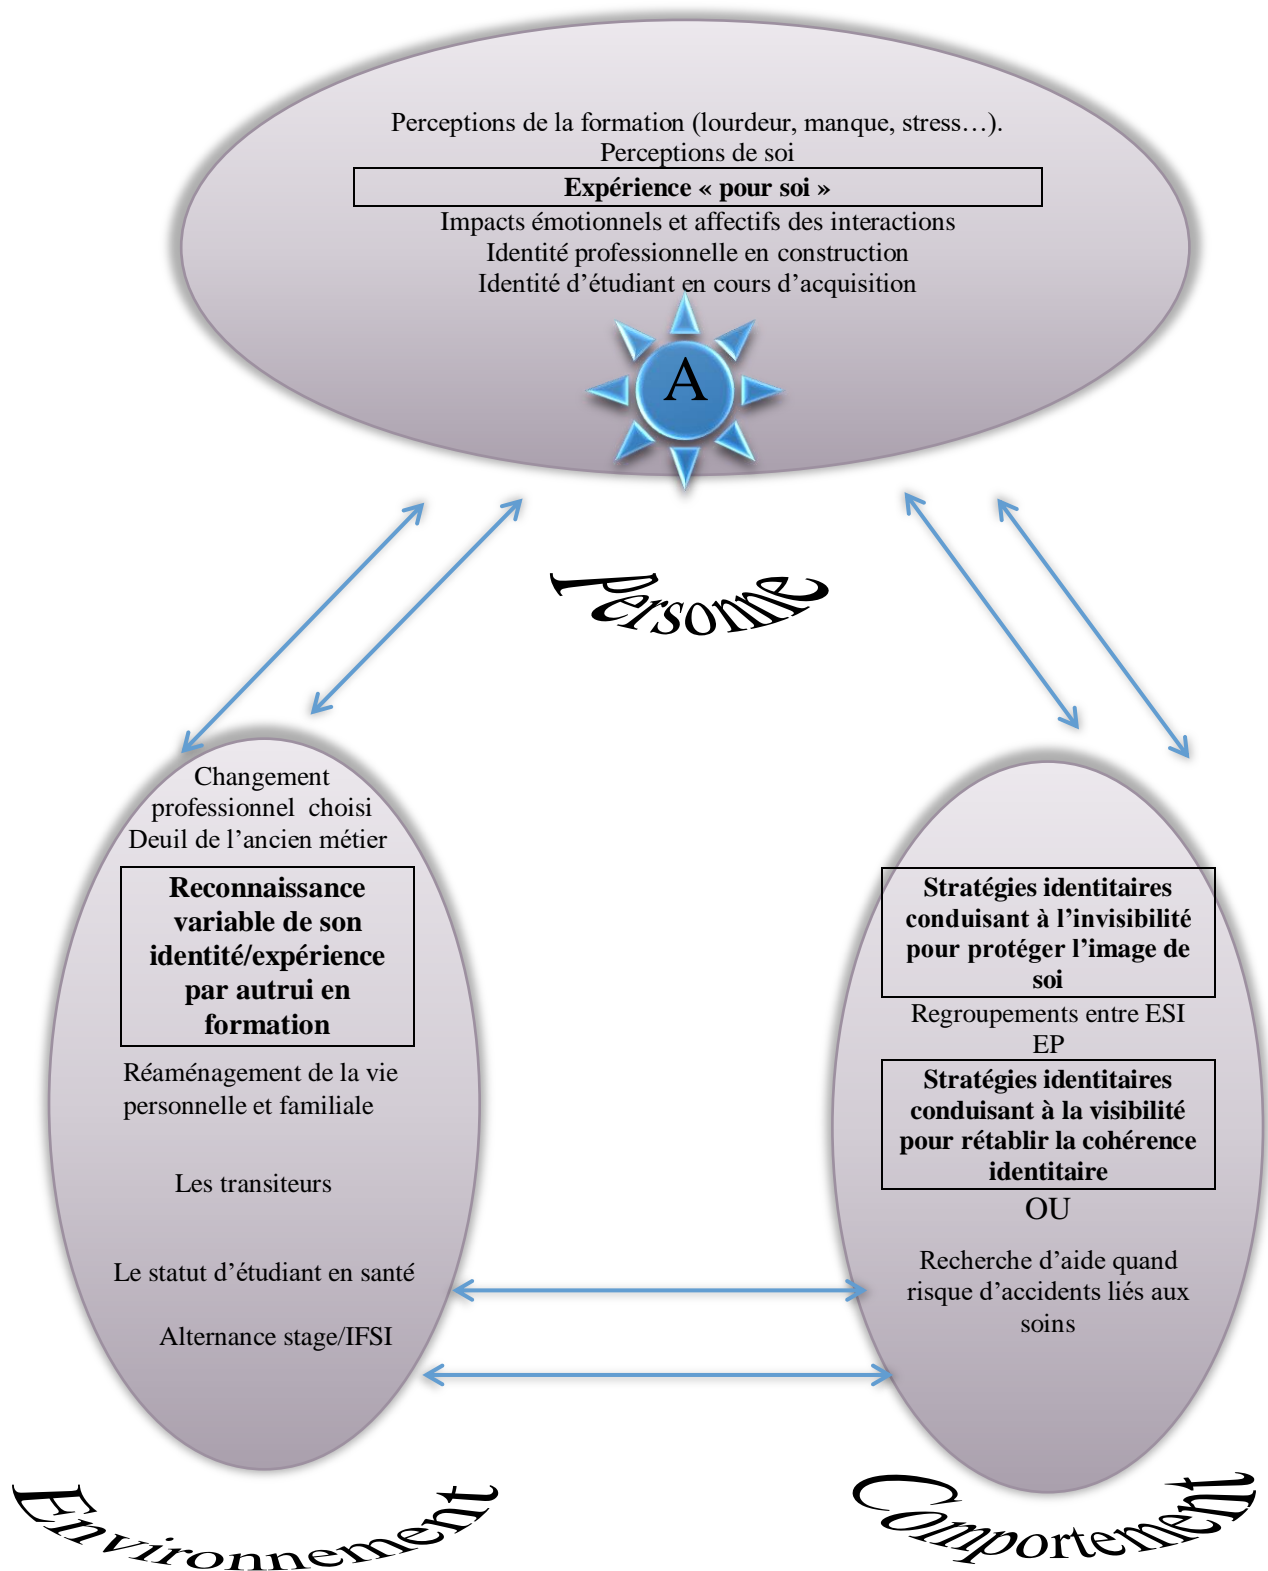 Perceptions de la formation (lourdeur, manque, stress…).
Perceptions de soi
Expérience « pour soi »
Impacts émotionnels et affectifs des interactions
Identité professionnelle en construction
Identité d’étudiant en cours d’acquisition
A
Personne
Changement
professionnel choisi
Deuil de l’ancien métier
Reconnaissance
variable de son
identité/expérience
par autrui en
formation
Réaménagement de la vie
personnelle et familiale
Les transiteurs
Le statut d’étudiant en santé
Alternance stage/IFSI
Environnement
Stratégies identitaires
conduisant à l’invisibilité
pour protéger l’image de
soi
Regroupements entre ESI
EP
Stratégies identitaires
conduisant à la visibilité
pour rétablir la cohérence
identitaire
OU
Recherche d’aide quand
risque d’accidents liés aux
soins
Comportement